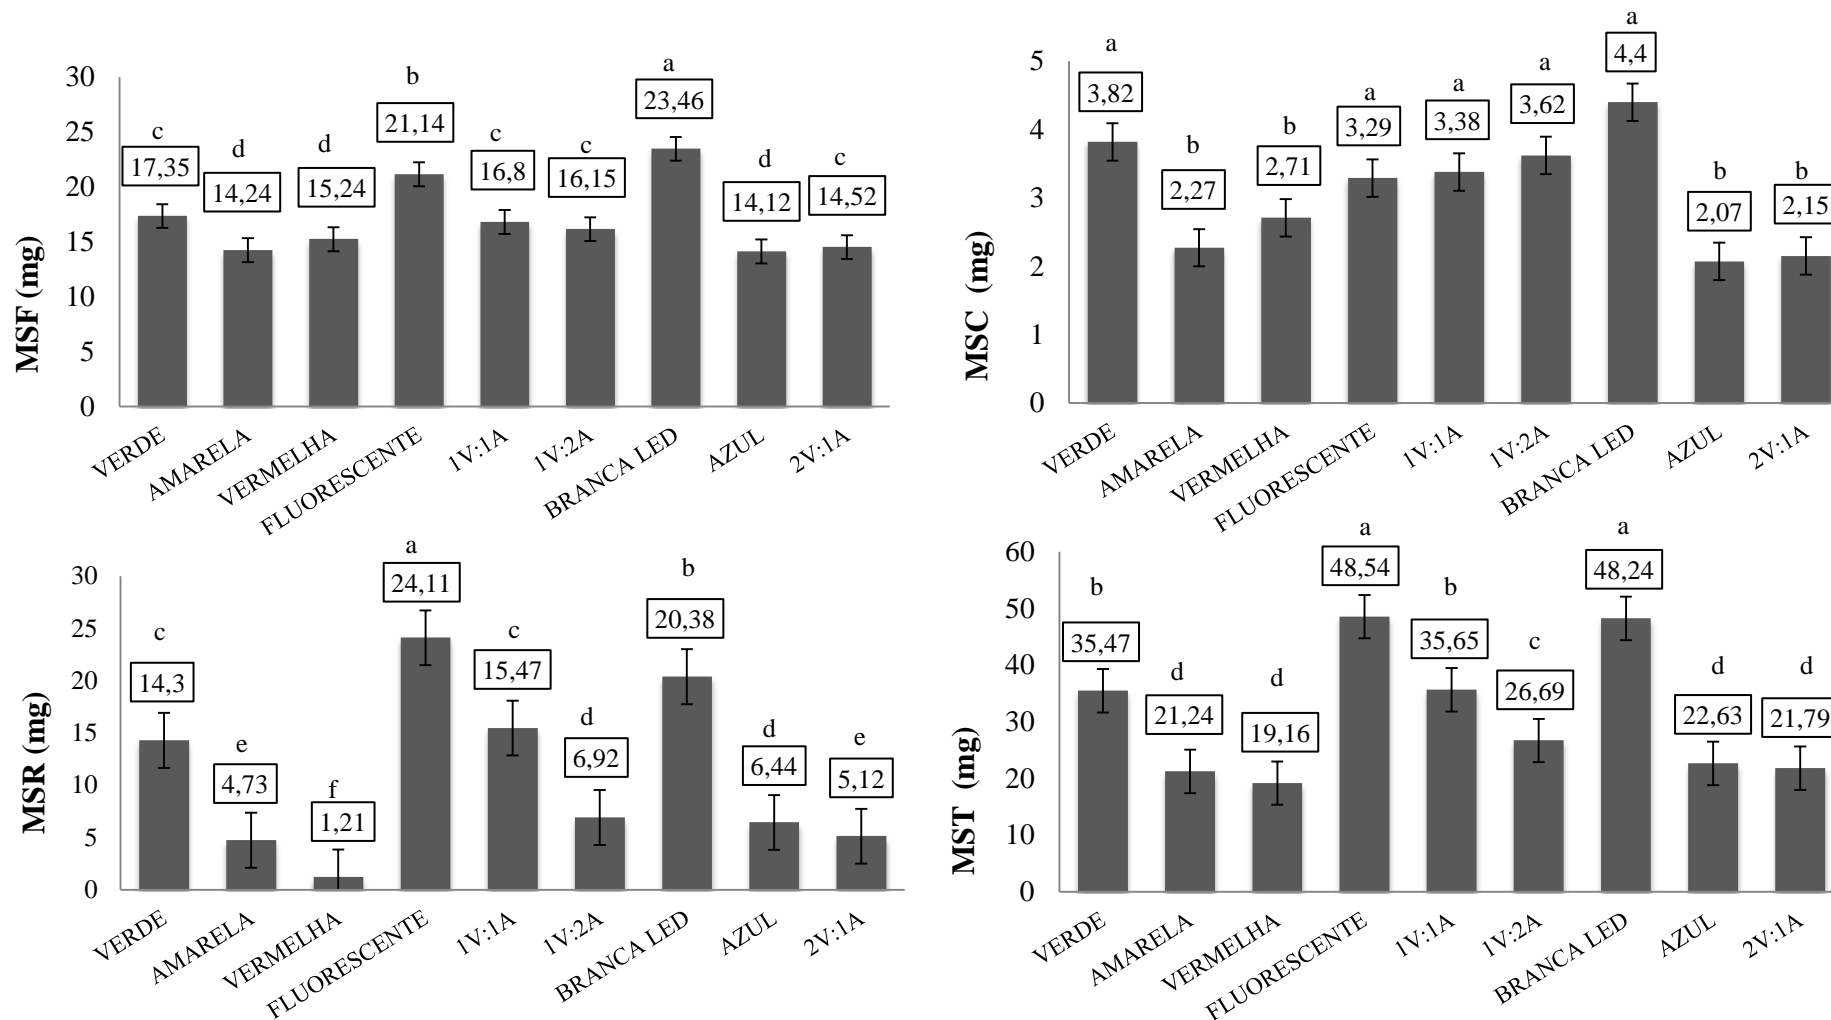 MSF (mg)
30
25
20
15
10
5
0
c
d
d
b
c
c
a
d
c
17,35
14,24
15,24
21,14
16,8
16,15
23,46
14,12
14,52
VERDE
AMARELA
VERMELHA
FLUORESCENTE
1V:1A
1V:2A
BRANCA LED
AZUL
2V:1A
MSC (mg)
5
4
3
2
1
0
a
b
b
a
a
a
a
b
b
3,82
2,27
2,71
3,29
3,38
3,62
4,4
2,07
2,15
VERDE
AMARELA
VERMELHA
FLUORESCENTE
1V:1A
1V:2A
BRANCA LED
AZUL
2V:1A
MSR (mg)
30
25
20
15
10
5
0
c
e
f
a
c
d
b
d
e
14,3
4,73
1,21
24,11
15,47
6,92
20,38
6,44
5,12
VERDE
AMARELA
VERMELHA
FLUORESCENTE
1V:1A
1V:2A
BRANCA LED
AZUL
2V:1A
MST (mg)
60
50
40
30
20
10
0
b
d
d
a
b
c
a
d
d
35,47
21,24
19,16
48,54
35,65
26,69
48,24
22,63
21,79
VERDE
AMARELA
VERMELHA
FLUORESCENTE
1V:1A
1V:2A
BRANCA LED
AZUL
2V:1A